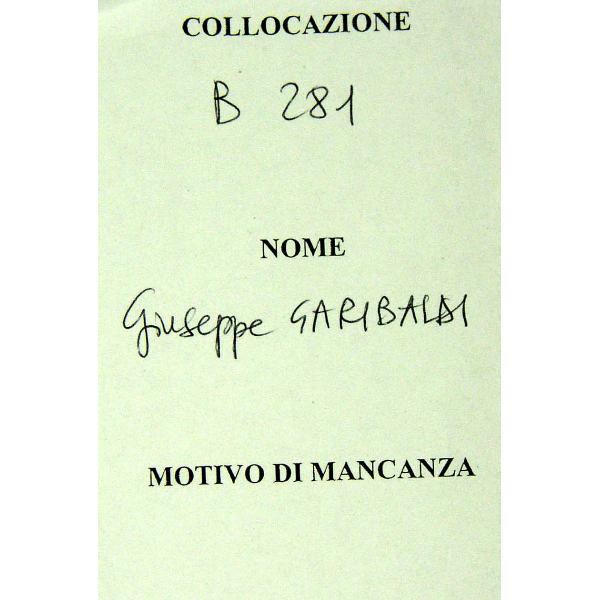 COLLOCAZIONE
B 281
NOME
Giuseppe GARIBALDI
MOTIVO DI MANCANZA